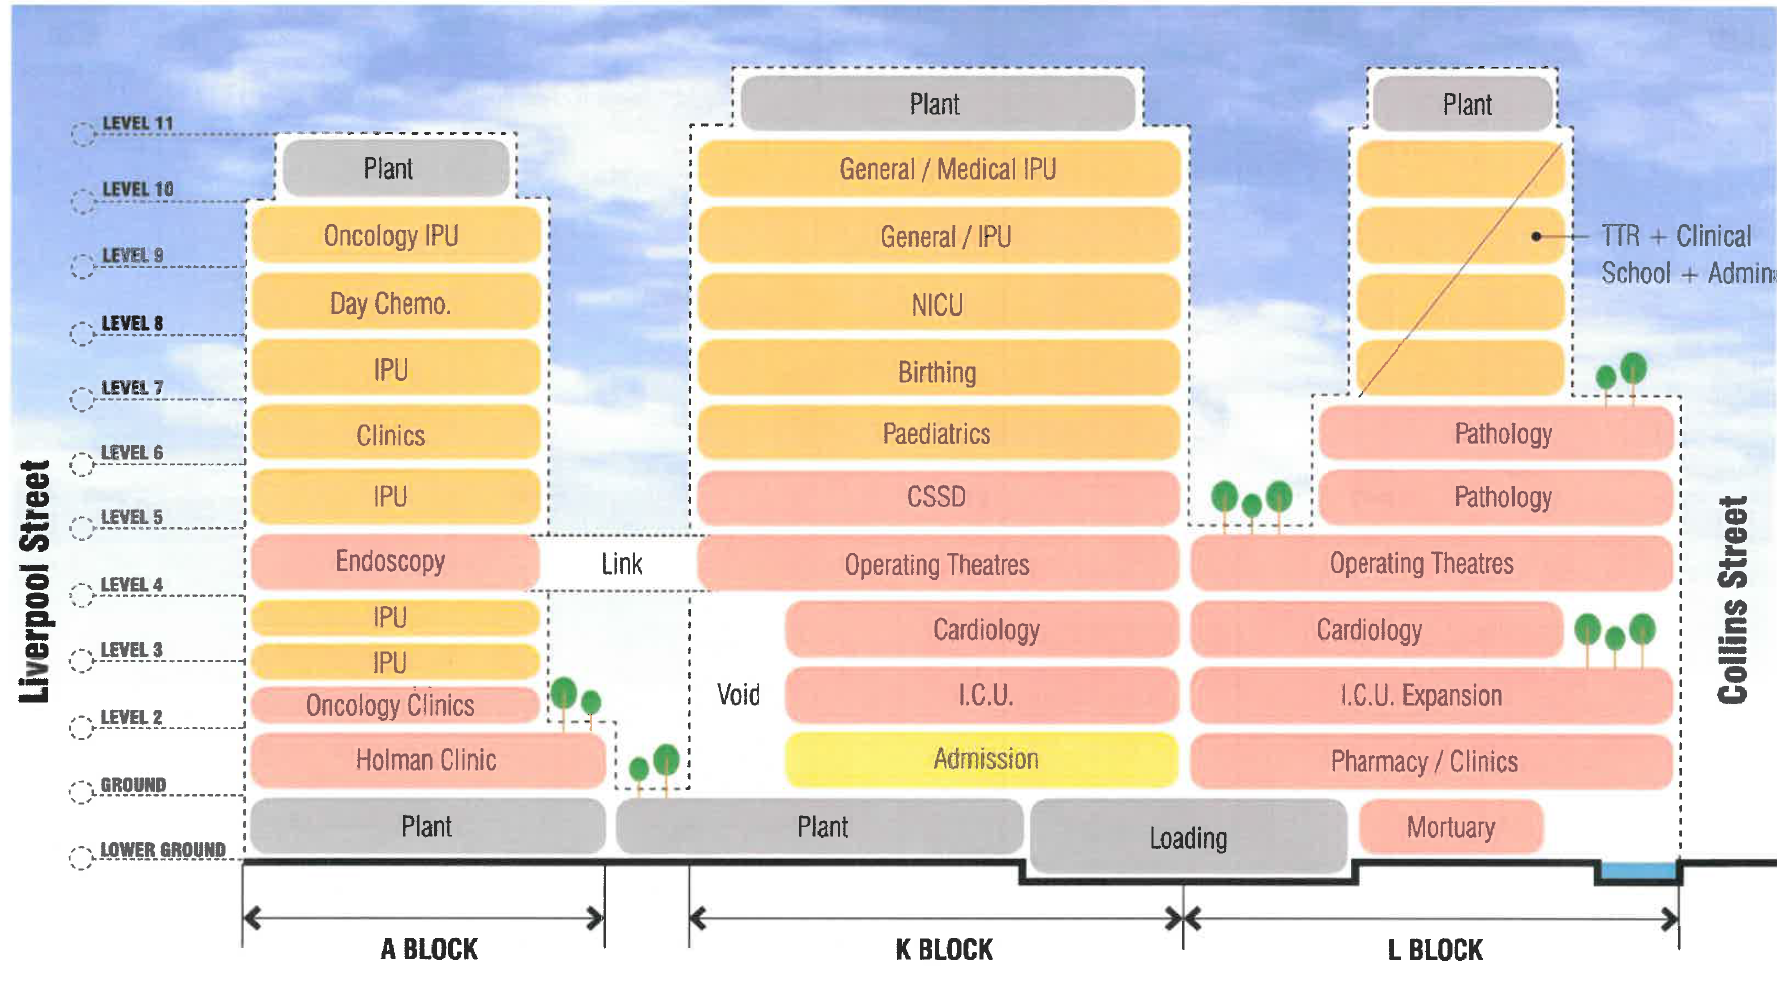 Plant
Plant
LEVEL 11
Plant
General / Medical IPU
LEVEL 10
Oncology IPU
General / IPU
TTR + Clinical
School + Admin
LEVEL 9
Day Chemo.
NICU
LEVEL 8
IPU
Birthing
LEVEL 7
Clinics
Paediatrics
Pathology
LEVEL 6
IPU
CSSD
Pathology
LEVEL 5
Endoscopy
Link
Operating Theatres
Operating Theatres
LEVEL 4
IPU
Cardiology
Cardiology
LEVEL 3
IPU
Void
I.C.U.
I.C.U. Expansion
Oncology Clinics
LEVEL 2
Holman Clinic
Admission
Pharmacy / Clinics
GROUND
Plant
Plant
Loading
Mortuary
LOWER GROUND
Liverpool Street
Collins Street
A BLOCK
K BLOCK
L BLOCK